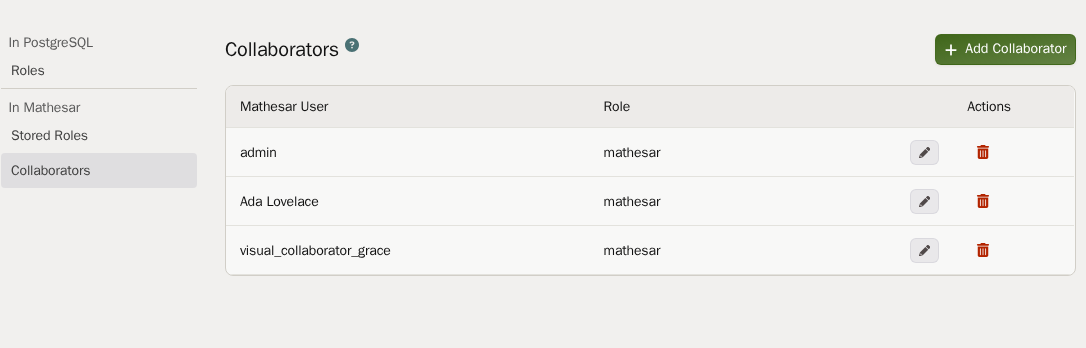 In PostgreSQL
Roles
In Mathesar
Stored Roles
Collaborators
Collaborators ?
+ Add Collaborator
Mathesar User Role Actions
admin mathesar
Ada Lovelace mathesar
visual_collaborator_grace mathesar